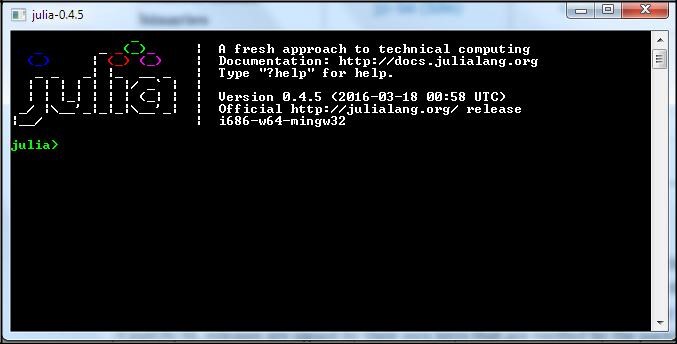 julia-0.4.5
A fresh approach to technical computing
Documentation: http://docs.julialang.org
Type "?help" for help.
Version 0.4.5 (2016-03-18 00:58 UTC)
Official http://julialang.org/ release
i686-w64-mingw32
julia
julia>